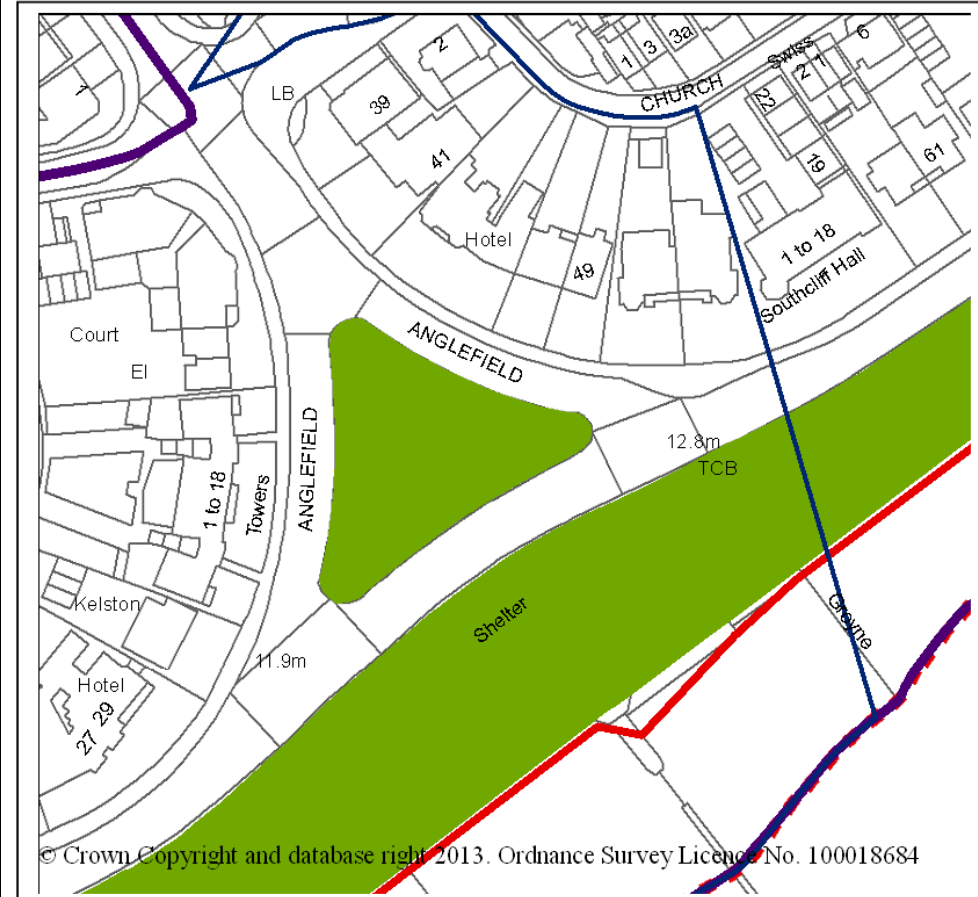 2
3a
3
1
Swiss
6
2 1
CHURCH
7
LB
39
22
41
19
61
Hotel
49
1 to 18
Southcliff Hall
Court
El
ANGLEFIELD
ANGLEFIELD
12.8m
TCB
1 to 18
Towers
Kelston
Shelter
Groyne
11.9m
Hotel
27 29
© Crown Copyright and database right 2013. Ordnance Survey Licence No. 100018684